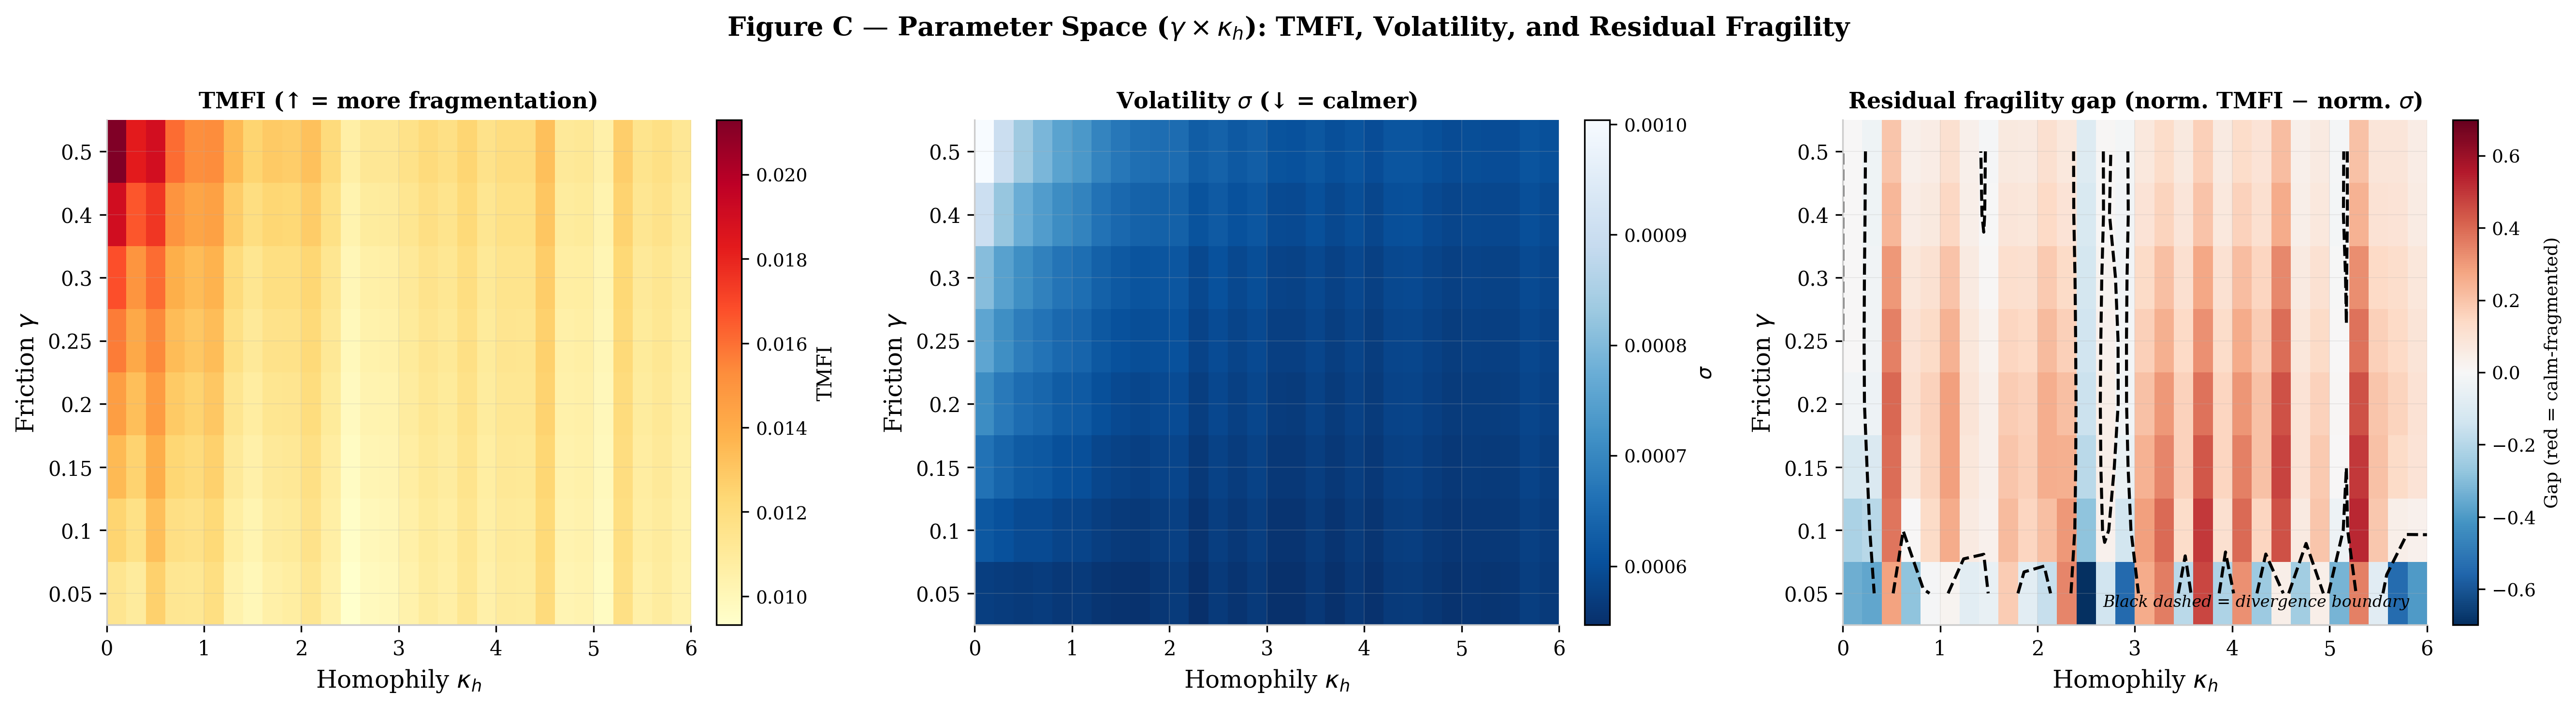 Figure C — Parameter Space (γ × κₕ): TMFI, Volatility, and Residual Fragility
TMFI (↑ = more fragmentation)
0.5
0.4
0.3
0.25
0.2
0.15
0.1
0.05
Friction γ
0 1 2 3 4 5 6
Homophily κₕ
0.020
0.018
0.016
0.014
0.012
0.010
TMFI
Volatility σ (↓ = calmer)
0.5
0.4
0.3
0.25
0.2
0.15
0.1
0.05
Friction γ
0 1 2 3 4 5 6
Homophily κₕ
0.0010
0.0009
0.0008
0.0007
0.0006
σ
Residual fragility gap (norm. TMFI − norm. σ)
0.5
0.4
0.3
0.25
0.2
0.15
0.1
0.05
Friction γ
Black dashed = divergence boundary
0 1 2 3 4 5 6
Homophily κₕ
0.6
0.4
0.2
0.0
−0.2
−0.4
−0.6
Gap (red = calm-fragmented)